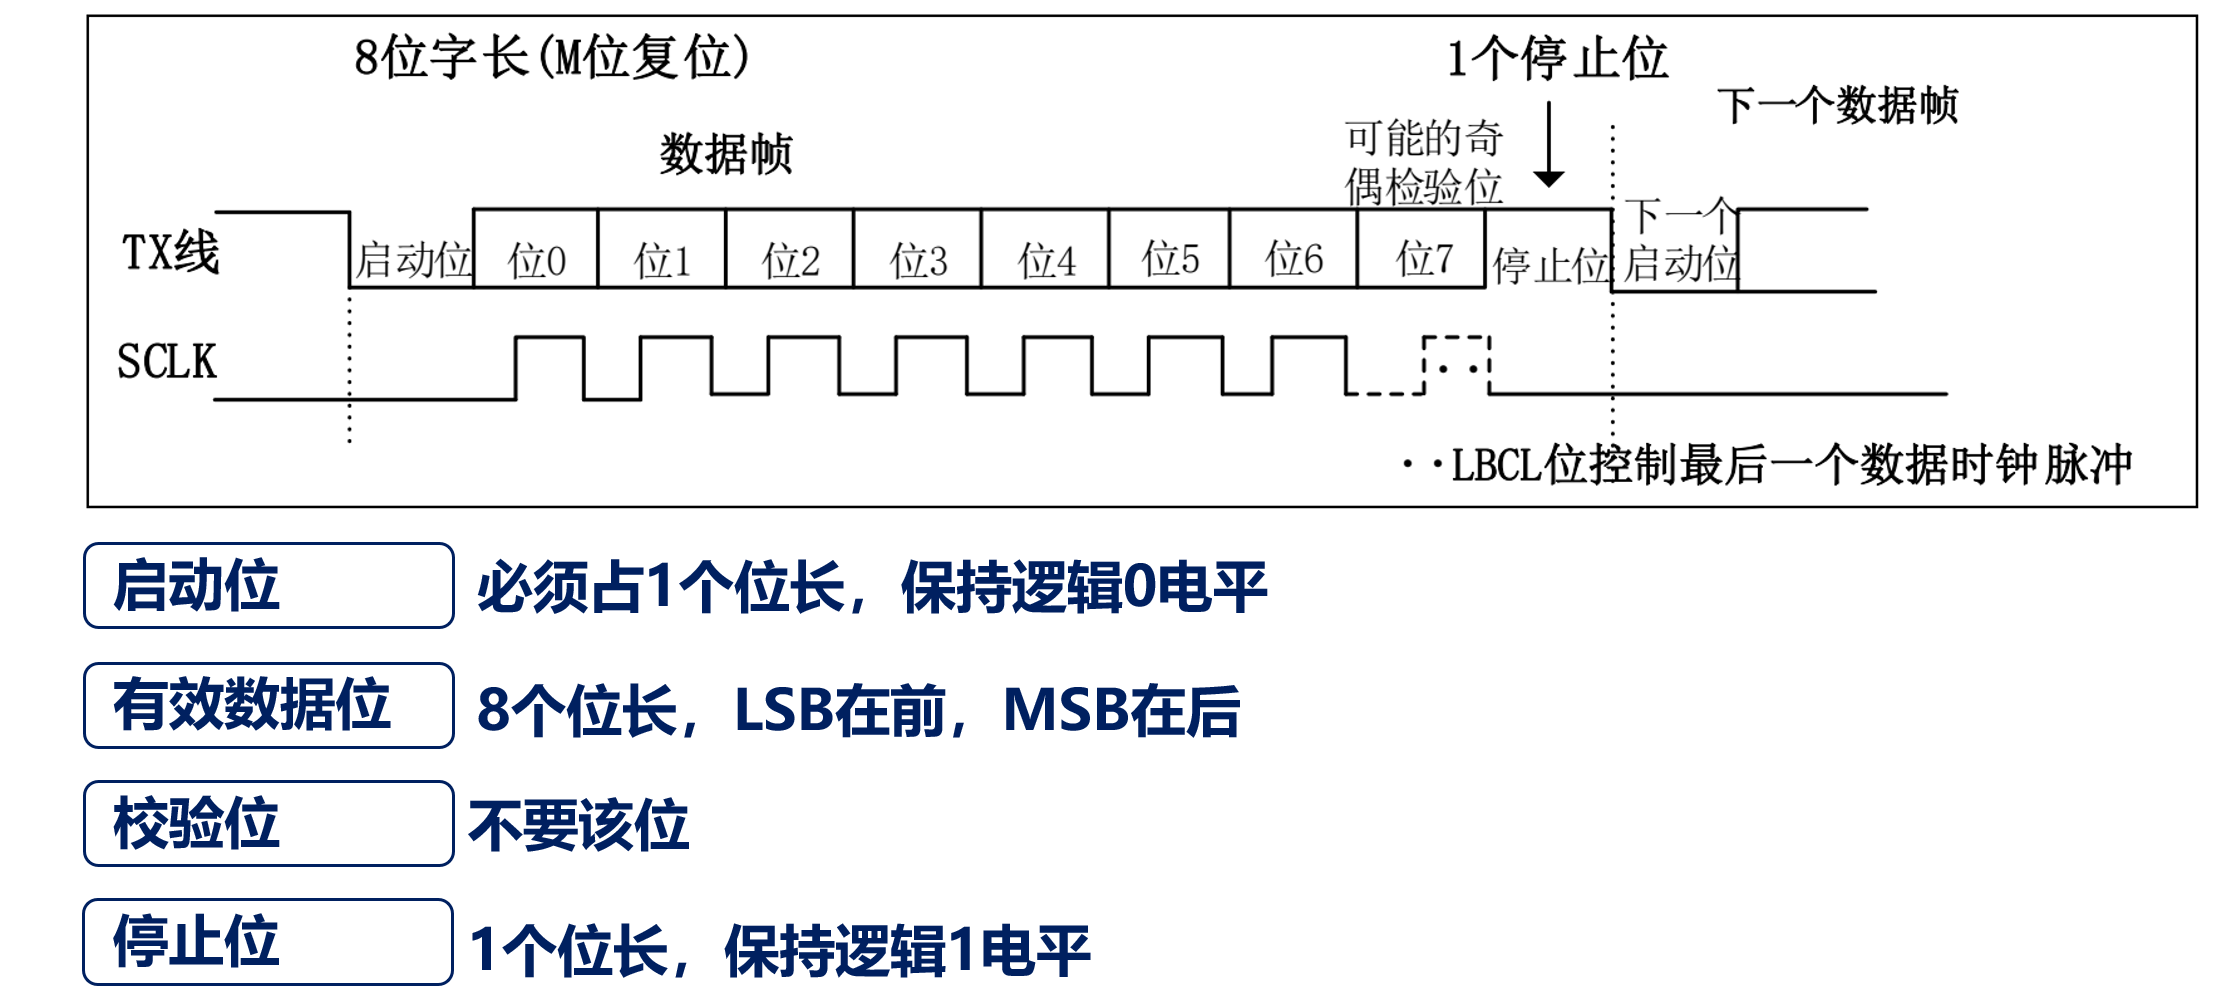 8位字长(M位复位)
1个停止位
下一个数据帧
数据帧
可能的奇
偶检验位
TX线
启动位
位0
位1
位2
位3
位4
位5
位6
位7
停止位
下一个
启动位
SCLK
··LBCL位控制最后一个数据时钟脉冲
启动位
必须占1个位长，保持逻辑0电平
有效数据位
8个位长，LSB在前，MSB在后
校验位
不要该位
停止位
1个位长，保持逻辑1电平